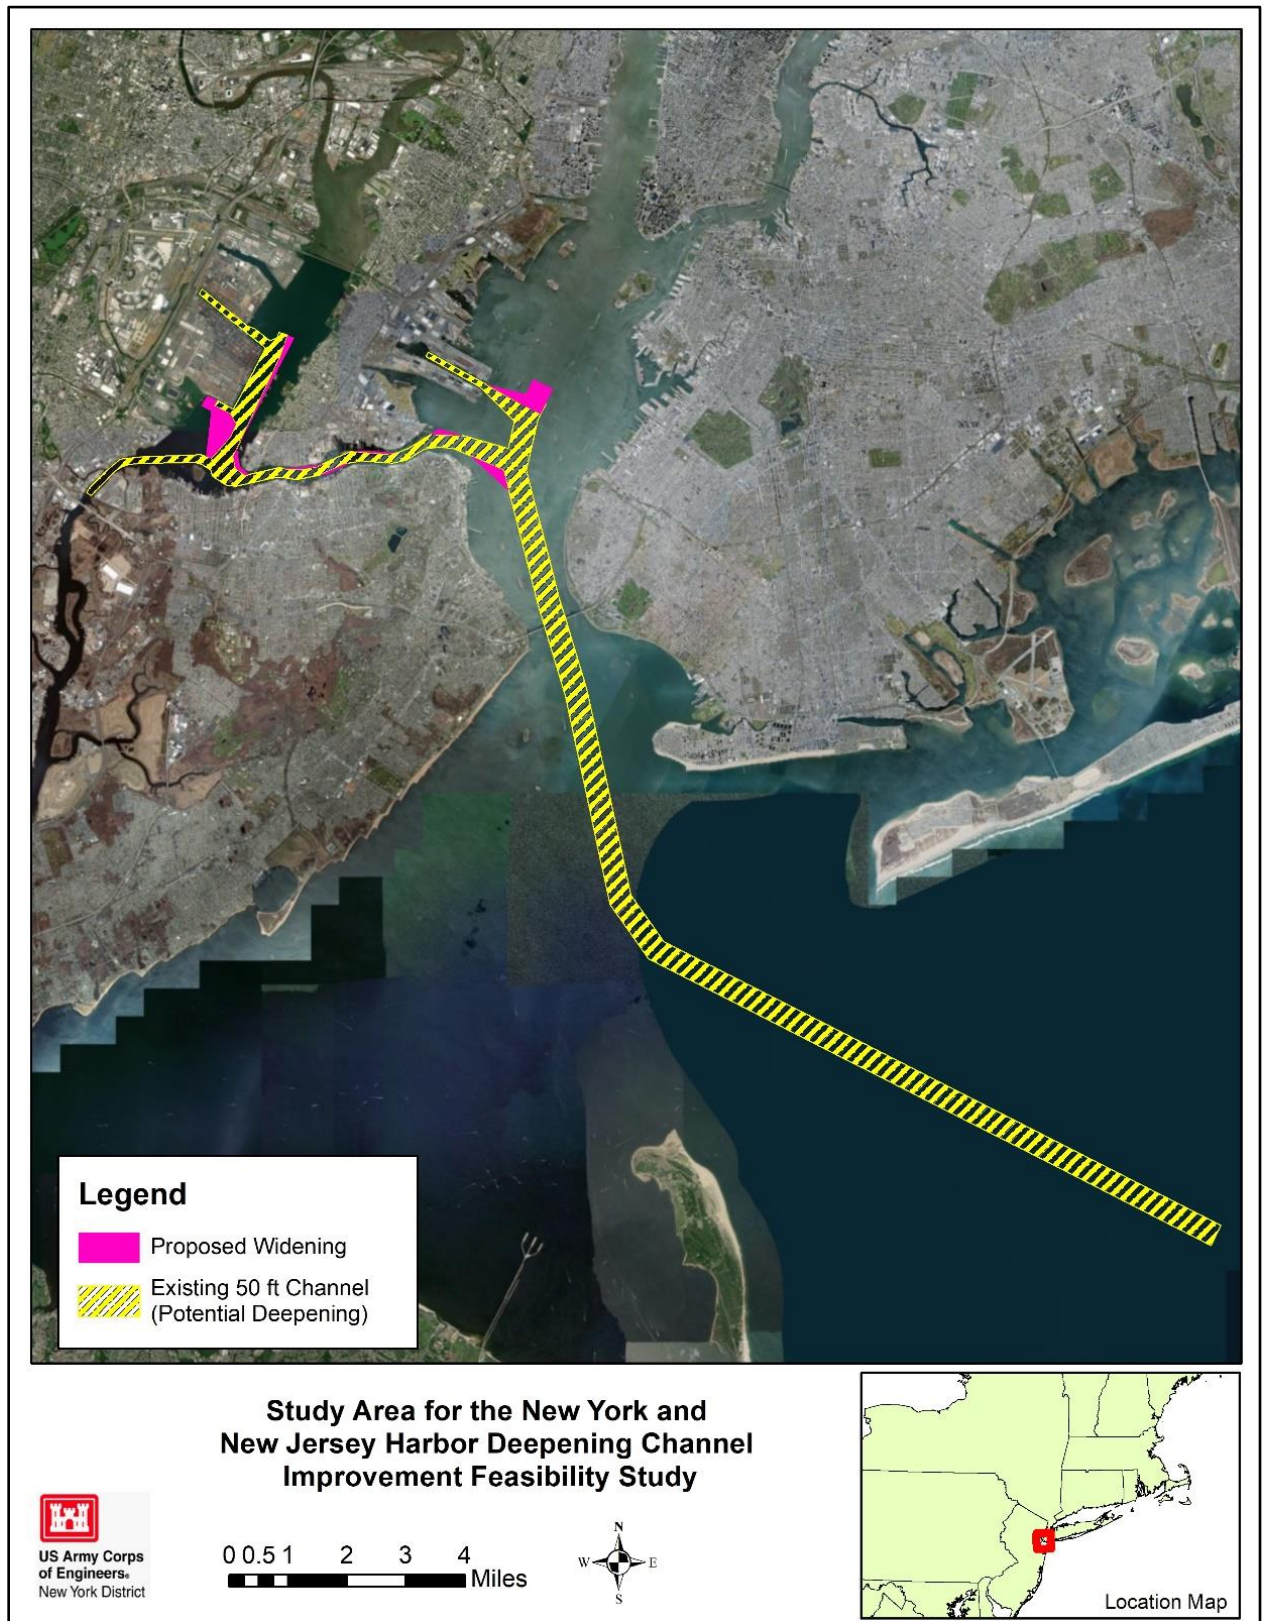 Legend
Proposed Widening
Existing 50 ft Channel
(Potential Deepening)
Study Area for the New York and
New Jersey Harbor Deepening Channel
Improvement Feasibility Study
US Army Corps
of Engineers®
New York District
0 0.5 1 2 3 4
Miles
N
W E
S
Location Map